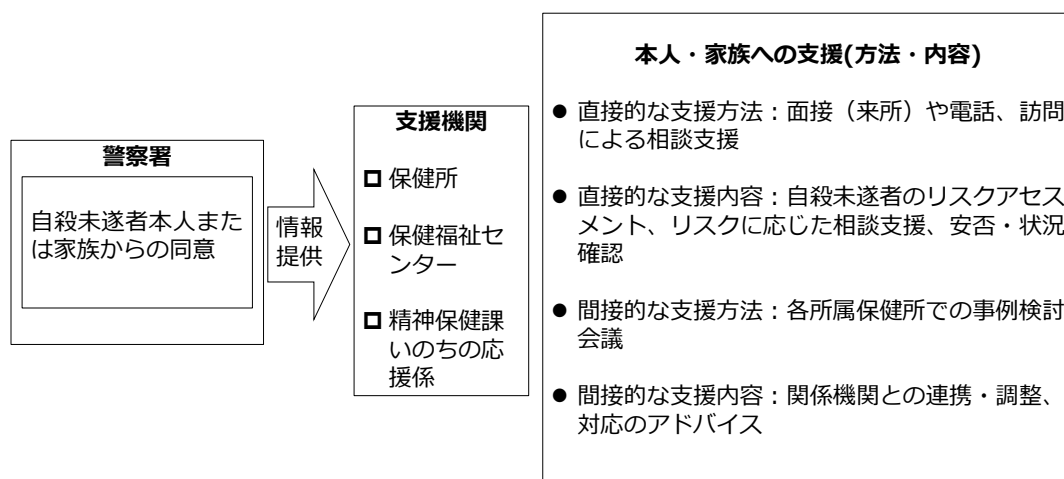 警察署
自殺未遂者本人また
は家族からの同意
情報
提供
支援機関
保健所
保健福祉セ
ンター
精神保健課
いのちの応
援係
本人・家族への支援(方法・内容)
● 直接的な支援方法：面接（来所）や電話、訪問
による相談支援
● 直接的な支援内容：自殺未遂者のリスクアセス
メント、リスクに応じた相談支援、安否・状況
確認
● 間接的な支援方法：各所属保健所での事例検討
会議
● 間接的な支援内容：関係機関との連携・調整、
対応のアドバイス